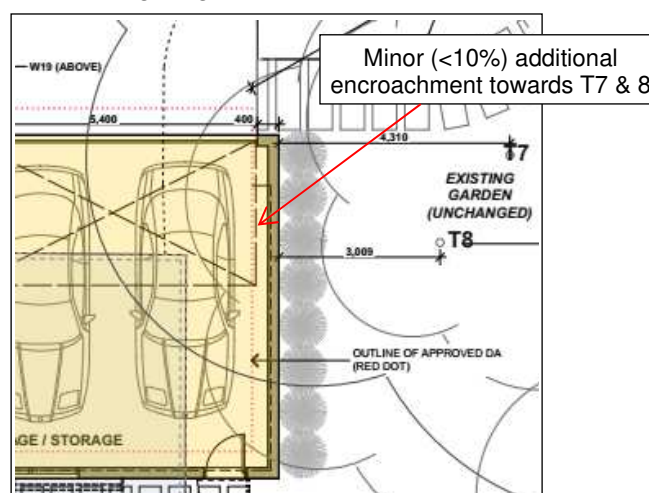 Minor (<10%) additional
encroachment towards T7 & 8
W19 (ABOVE)
5,400
400
4,310
7
EXISTING
GARDEN
(UNCHANGED)
T8
3,009
OUTLINE OF APPROVED DA
(RED DOT)
AGE / STORAGE